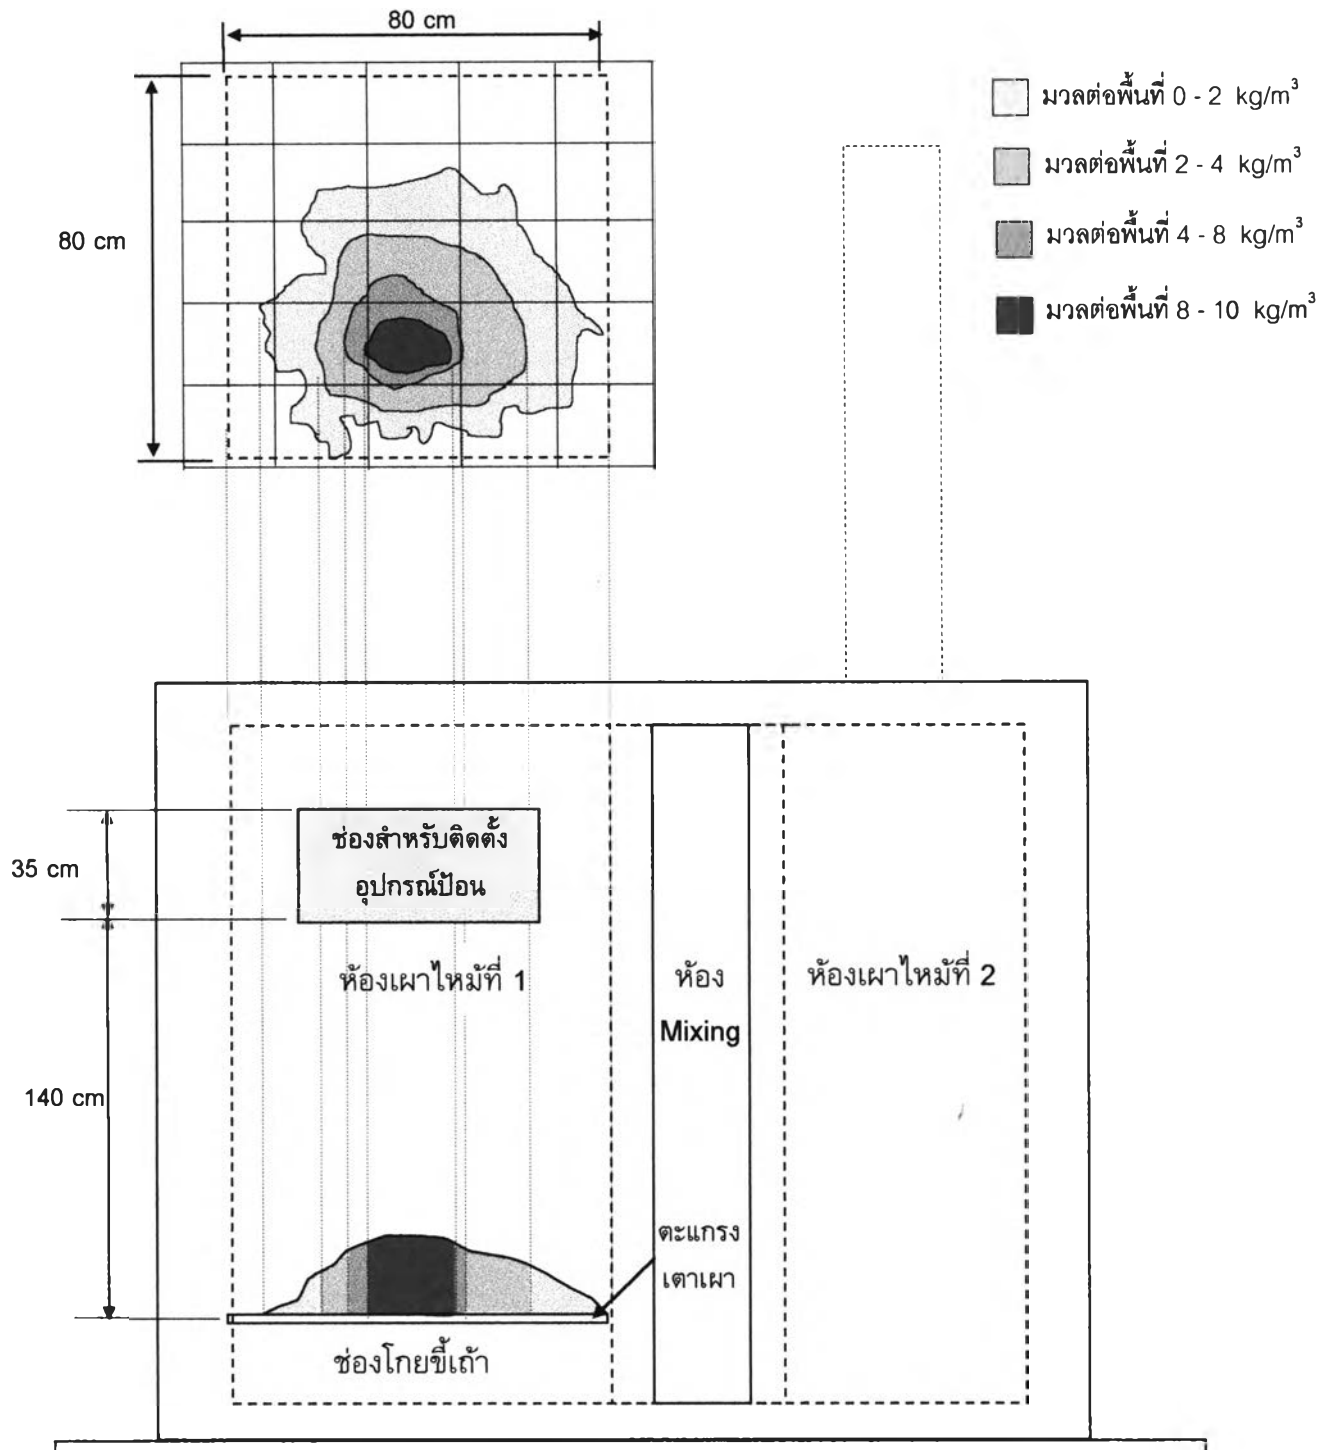 80 cm
80 cm
มวลต่อพื้นที่ 0 - 2 kg/m³
มวลต่อพื้นที่ 2 - 4 kg/m³
มวลต่อพื้นที่ 4 - 8 kg/m³
มวลต่อพื้นที่ 8 - 10 kg/m³
35 cm
ช่องสำหรับติดตั้ง
อุปกรณ์ป้อน
ห้องเผาไหม้ที่ 1
ห้อง
Mixing
ห้องเผาไหม้ที่ 2
140 cm
ตะแกรง
เตาเผา
ช่องโกยขี้เถ้า